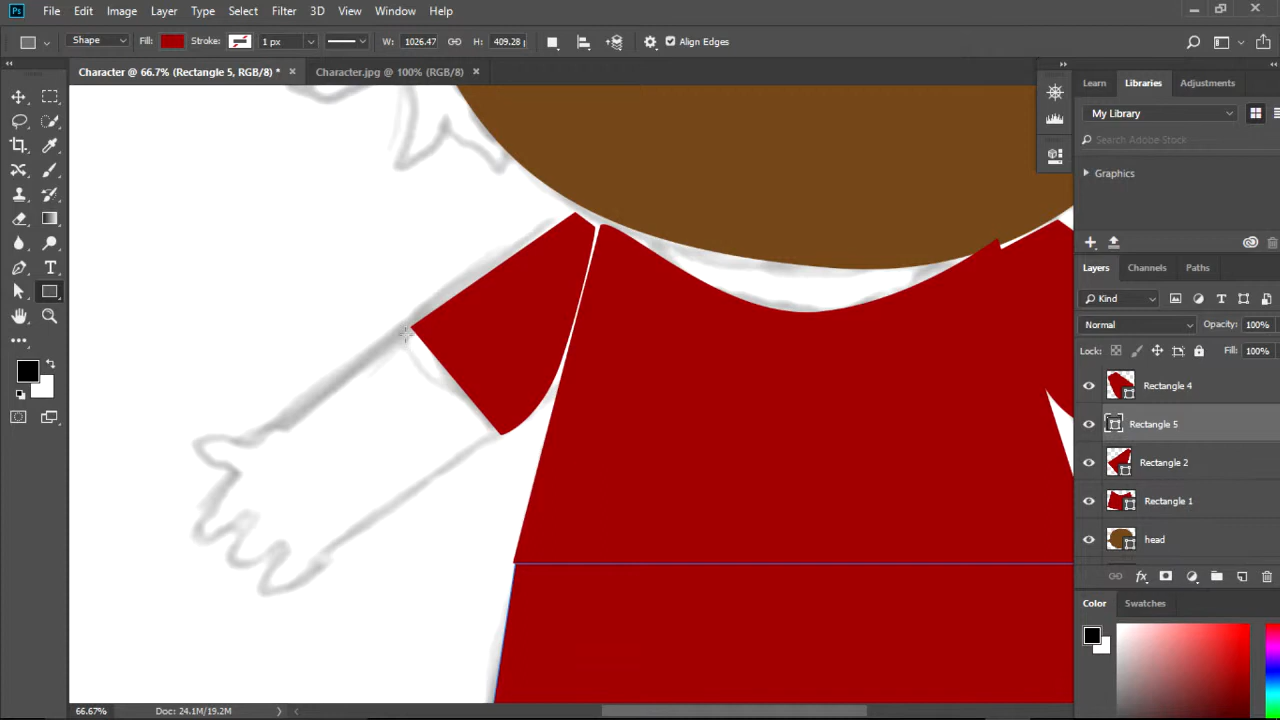 Ps File Edit Image Layer Type Select Filter 3D View Window Help
Shape Fill: Stroke: 1 px W: 1026.47 H: 409.28 Align Edges
Character @ 66.7% (Rectangle 5, RGB/8) * Character.jpg @ 100% (RGB/8)
Learn Libraries Adjustments
My Library
Search Adobe Stock
Graphics
Layers Channels Paths
Kind
Normal Opacity: 100%
Lock: Fill: 100%
Rectangle 4
Rectangle 5
Rectangle 2
Rectangle 1
head
fx
Color Swatches
66.67% Doc: 24.1M/19.2M